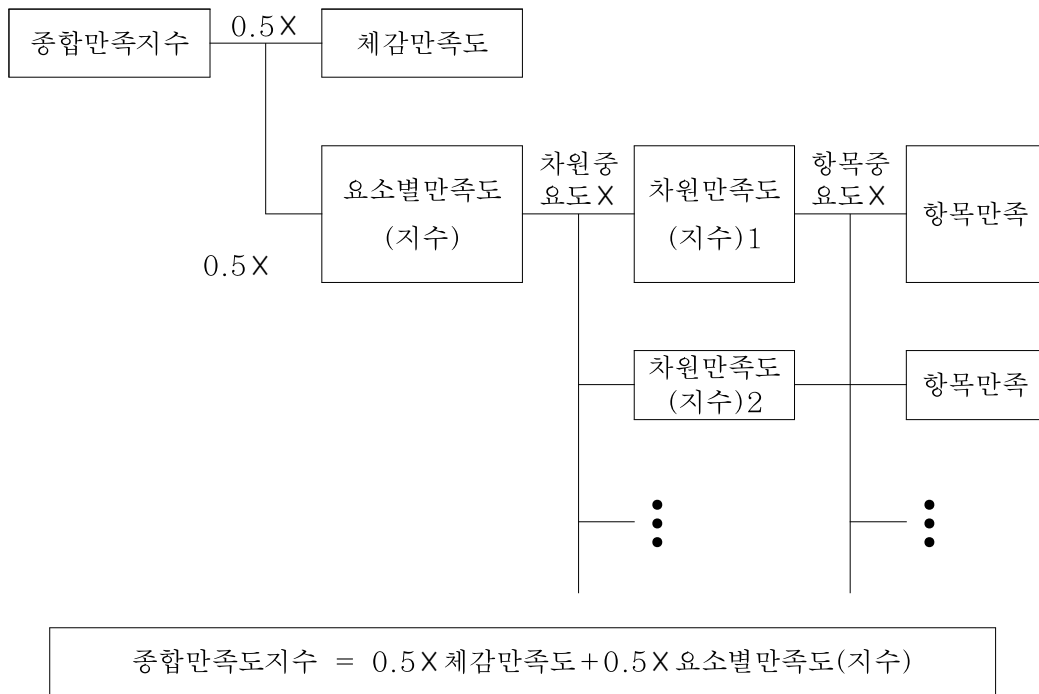 종합만족지수
0.5X
체감만족도
요소별만족도
(지수)
0.5X
차원중
요도X
차원만족도
(지수)1
항목중
요도X
항목만족
차원만족도
(지수)2
항목만족
종합만족도지수 = 0.5X체감만족도+0.5X요소별만족도(지수)